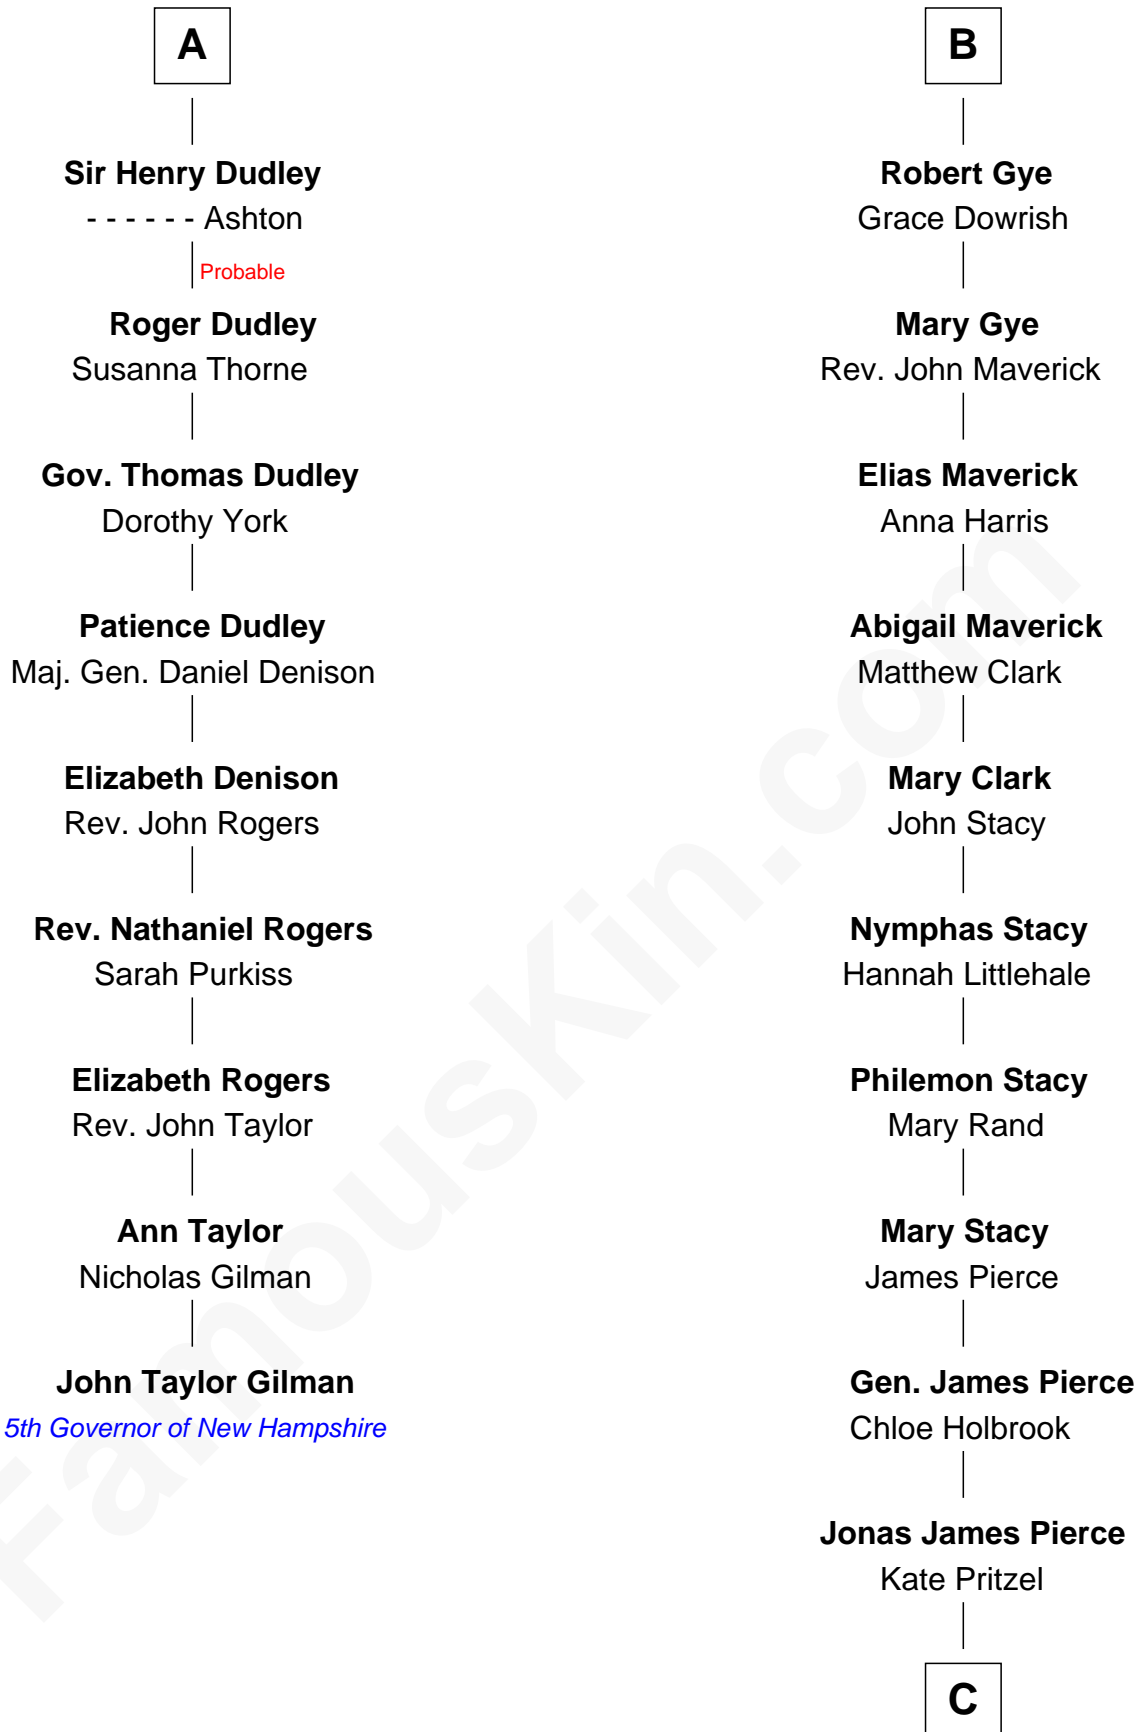 A
Sir Henry Dudley
- - - - - - Ashton
Probable
Roger Dudley
Susanna Thorne
Gov. Thomas Dudley
Dorothy York
Patience Dudley
Maj. Gen. Daniel Denison
Elizabeth Denison
Rev. John Rogers
Rev. Nathaniel Rogers
Sarah Purkiss
Elizabeth Rogers
Rev. John Taylor
Ann Taylor
Nicholas Gilman
John Taylor Gilman
5th Governor of New Hampshire
B
Robert Gye
Grace Dowrish
Mary Gye
Rev. John Maverick
Elias Maverick
Anna Harris
Abigail Maverick
Matthew Clark
Mary Clark
John Stacy
Nymphas Stacy
Hannah Littlehale
Philemon Stacy
Mary Rand
Mary Stacy
James Pierce
Gen. James Pierce
Chloe Holbrook
Jonas James Pierce
Kate Pritzel
C
FamousKin.com